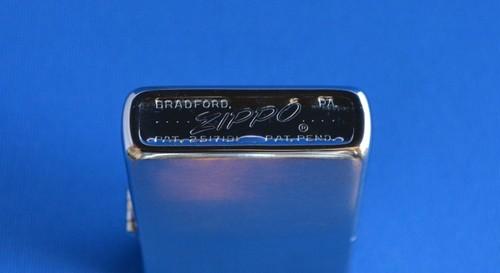 BRADFORD, PA.
ZIPPO ®
PAT. 2517191 PAT. PEND.